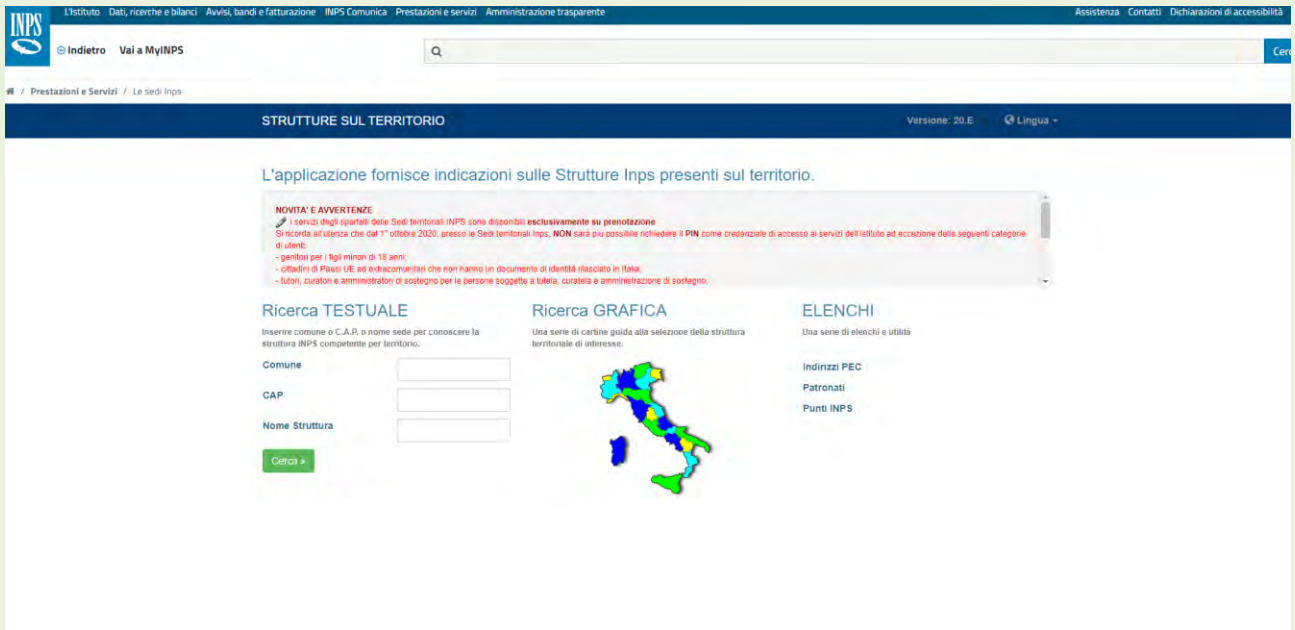 INPS
L'Istituto Dati, ricerche e bilanci Avvisi, bandi e fatturazione INPS Comunica Prestazioni e servizi Amministrazione trasparente
Assistenza Contatti Dichiarazioni di accessibilità
Indietro Vai a MyINPS
Cerc
/ Prestazioni e Servizi / Le sedi Inps
STRUTTURE SUL TERRITORIO
Versione: 20.E
Lingua
L'applicazione fornisce indicazioni sulle Strutture Inps presenti sul territorio.
NOVITA' E AVVERTENZE
I servizi degli sportelli delle Sedi territoriali INPS sono disponibili esclusivamente su prenotazione
Si ricorda all'utenza che dal 1° ottobre 2020, presso le Sedi territoriali Inps, NON sarà più possibile richiedere il PIN come credenziale di accesso ai servizi dell'Istituto ad eccezione delle seguenti categorie
di utenti:
- genitori per i figli minori di 18 anni;
- cittadini di Paesi UE ed extracomunitari che non hanno un documento di identità rilasciato in Italia;
- tutori, curatori e amministratori di sostegno per le persone soggette a tutela, curatela e amministrazione di sostegno.
Ricerca TESTUALE
Inserire comune o C.A.P. o nome sede per conoscere la
struttura INPS competente per territorio.
Comune
CAP
Nome Struttura
Cerca »
Ricerca GRAFICA
Una serie di cartine guida alla selezione della struttura
territoriale di interesse.
ELENCHI
Una serie di elenchi e utilità
Indirizzi PEC
Patronati
Punti INPS